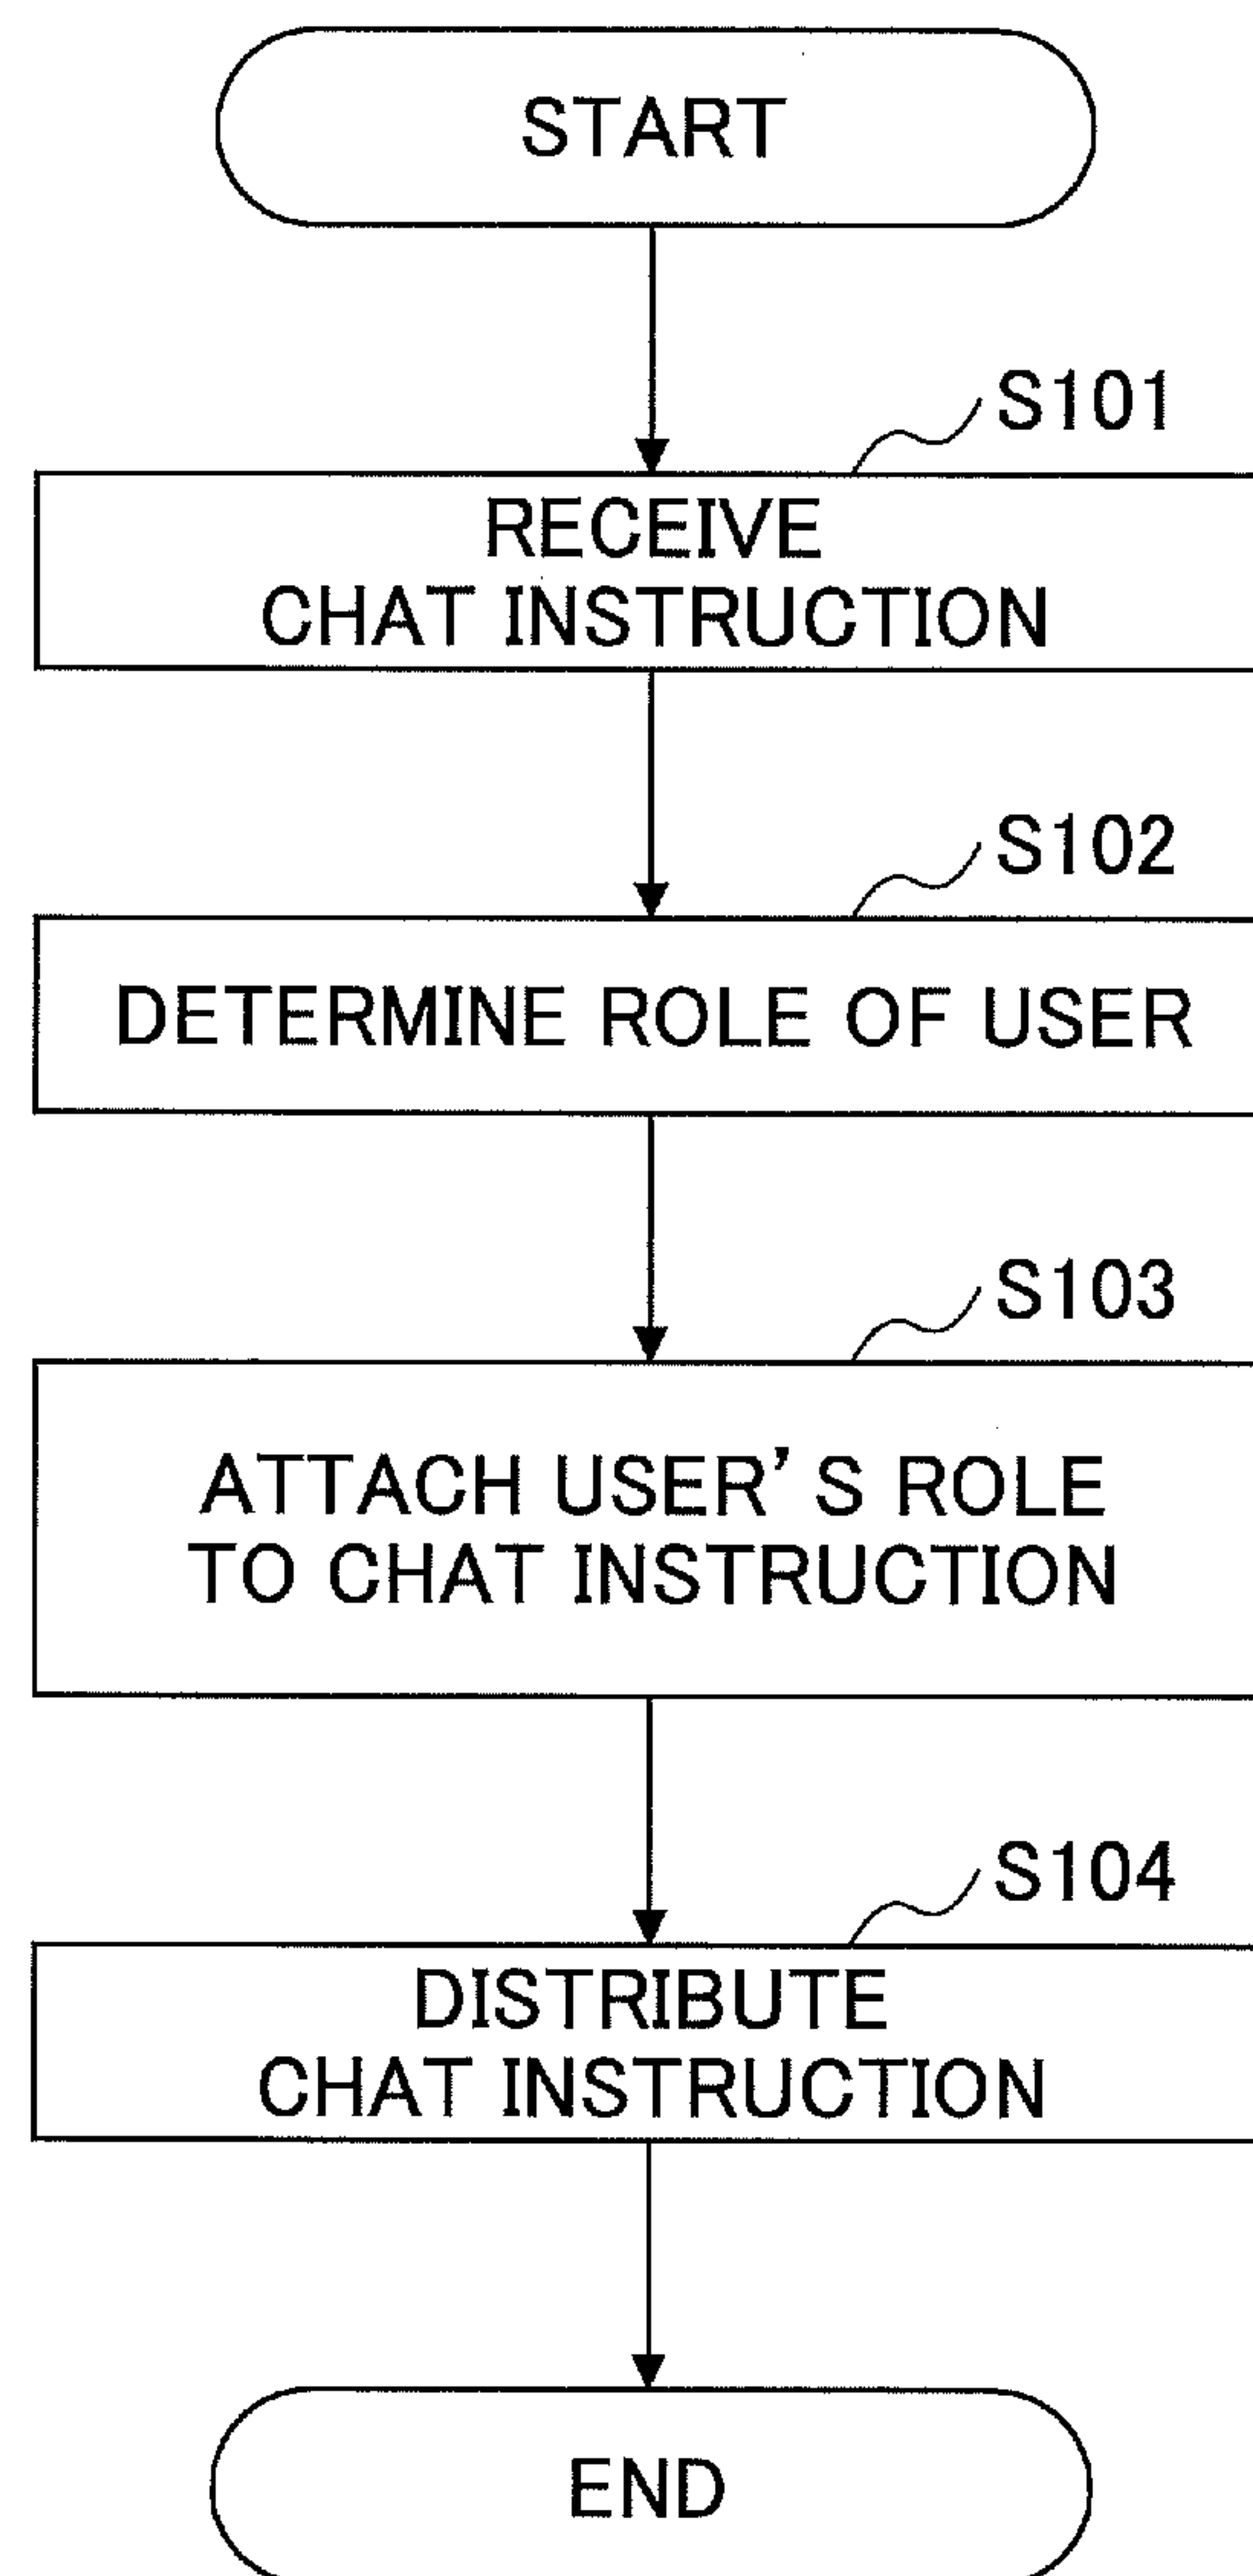 START
S101
RECEIVE
CHAT INSTRUCTION
S102
DETERMINE ROLE OF USER
S103
ATTACH USER'S ROLE
TO CHAT INSTRUCTION
S104
DISTRIBUTE
CHAT INSTRUCTION
END